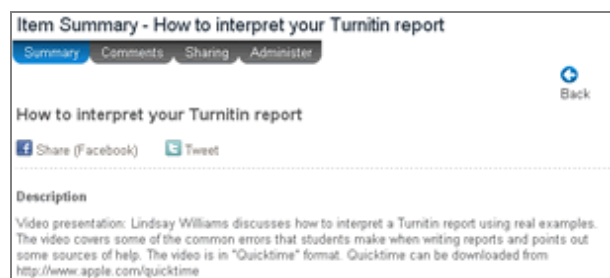 Item Summary - How to interpret your Turnitin report
Summary Comments Sharing Administer
Back
How to interpret your Turnitin report
Share (Facebook) Tweet
Description
Video presentation: Lindsay Williams discusses how to interpret a Turnitin report using real examples.
The video covers some of the common errors that students make when writing reports and points out
some sources of help. The video is in "Quicktime" format. Quicktime can be downloaded from
http://www.apple.com/quicktime